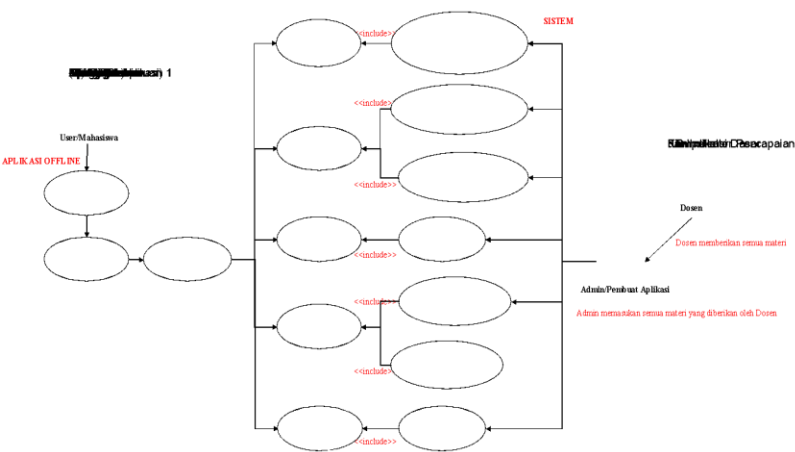 SISTEM
<<include>>
<<include>
User/Mahasiswa
APLIKASI OFFLINE
<<include>>
Dosen
Dosen memberikan semua materi
<<include>>
Admin/Pembuat Aplikasi
<<include>>
Admin memasukan semua materi yang diberikan oleh Dosen
<<include>
<<include>>